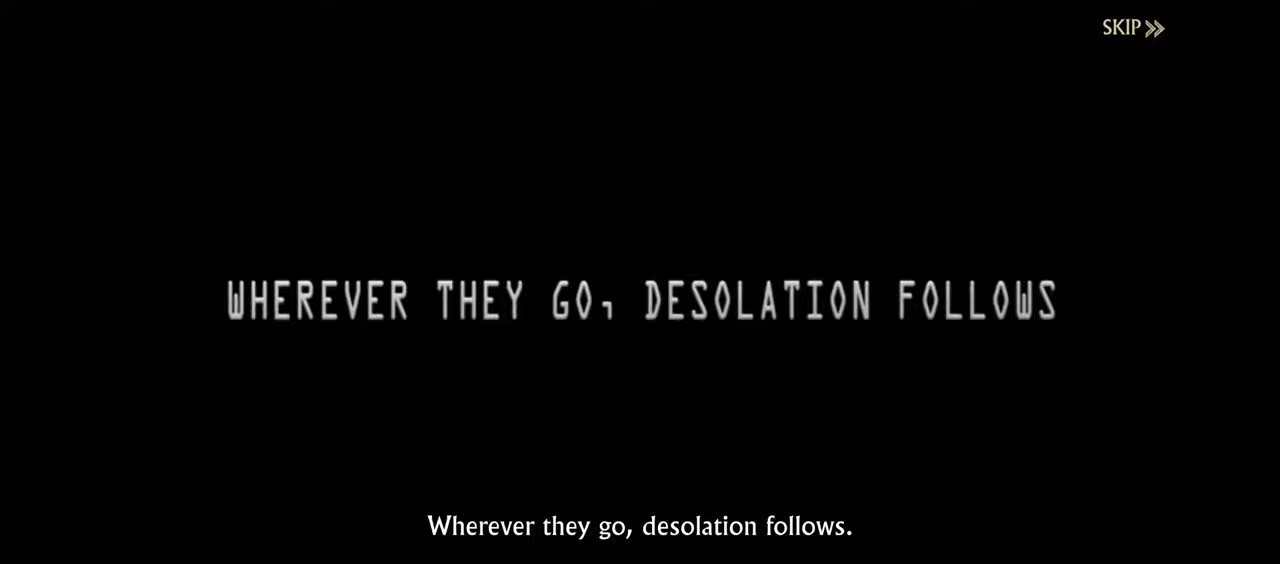 SKIP
WHEREVER THEY GO, DESOLATION FOLLOWS
Wherever they go, desolation follows.